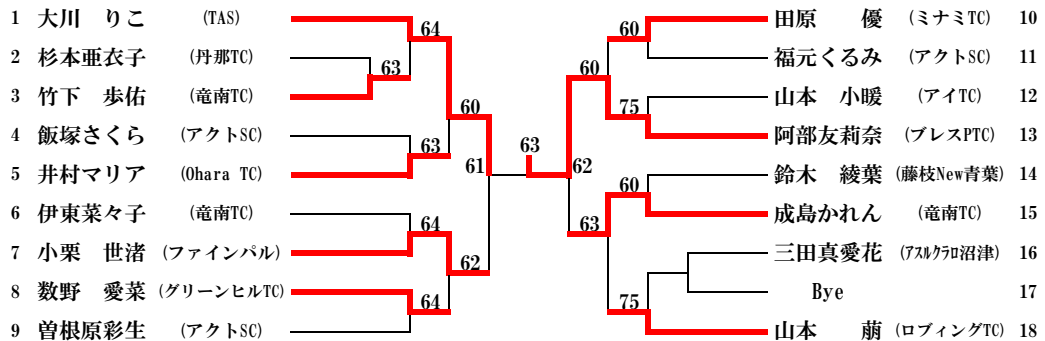 1 大川　りこ (TAS)
2 杉本亜衣子 (丹那TC)
3 竹下　歩佑 (竜南TC)
4 飯塚さくら (アクトSC)
5 井村マリア (Ohara TC)
6 伊東菜々子 (竜南TC)
7 小栗　世渚 (ファインパル)
8 数野　愛菜 (グリーンヒルTC)
9 曽根原彩生 (アクトSC)
64
63
60
63
61
64
62
64
63
60
60
75
62
60
63
75
田原　　優 (ミナミTC) 10
福元くるみ (アクトSC) 11
山本　小暖 (アイTC) 12
阿部友莉奈 (ブレスPTC) 13
鈴木　綾葉 (藤枝New青葉) 14
成島かれん (竜南TC) 15
三田真愛花 (ｱｽﾙｸﾗﾛ沼津) 16
Bye 17
山本　　萠 (ロブィングTC) 18